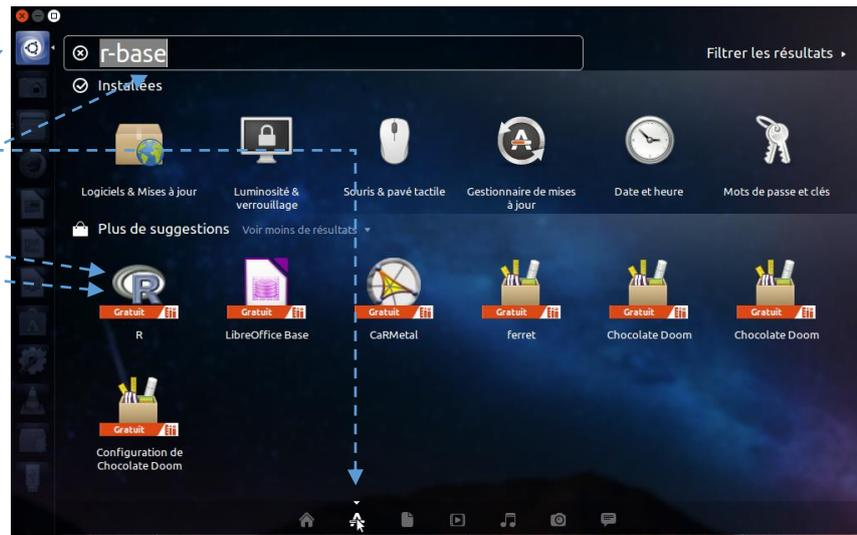 r-base
Filtrer les résultats
Installées
Logiciels & Mises à jour
Luminosité &
verrouillage
Souris & pavé tactile
Gestionnaire de mises
à jour
Date et heure
Mots de passe et clés
Plus de suggestions Voir moins de résultats
Gratuit
Gratuit
Gratuit
Gratuit
Gratuit
Gratuit
R
LibreOffice Base
CaRMetal
ferret
Chocolate Doom
Chocolate Doom
Gratuit
Configuration de
Chocolate Doom